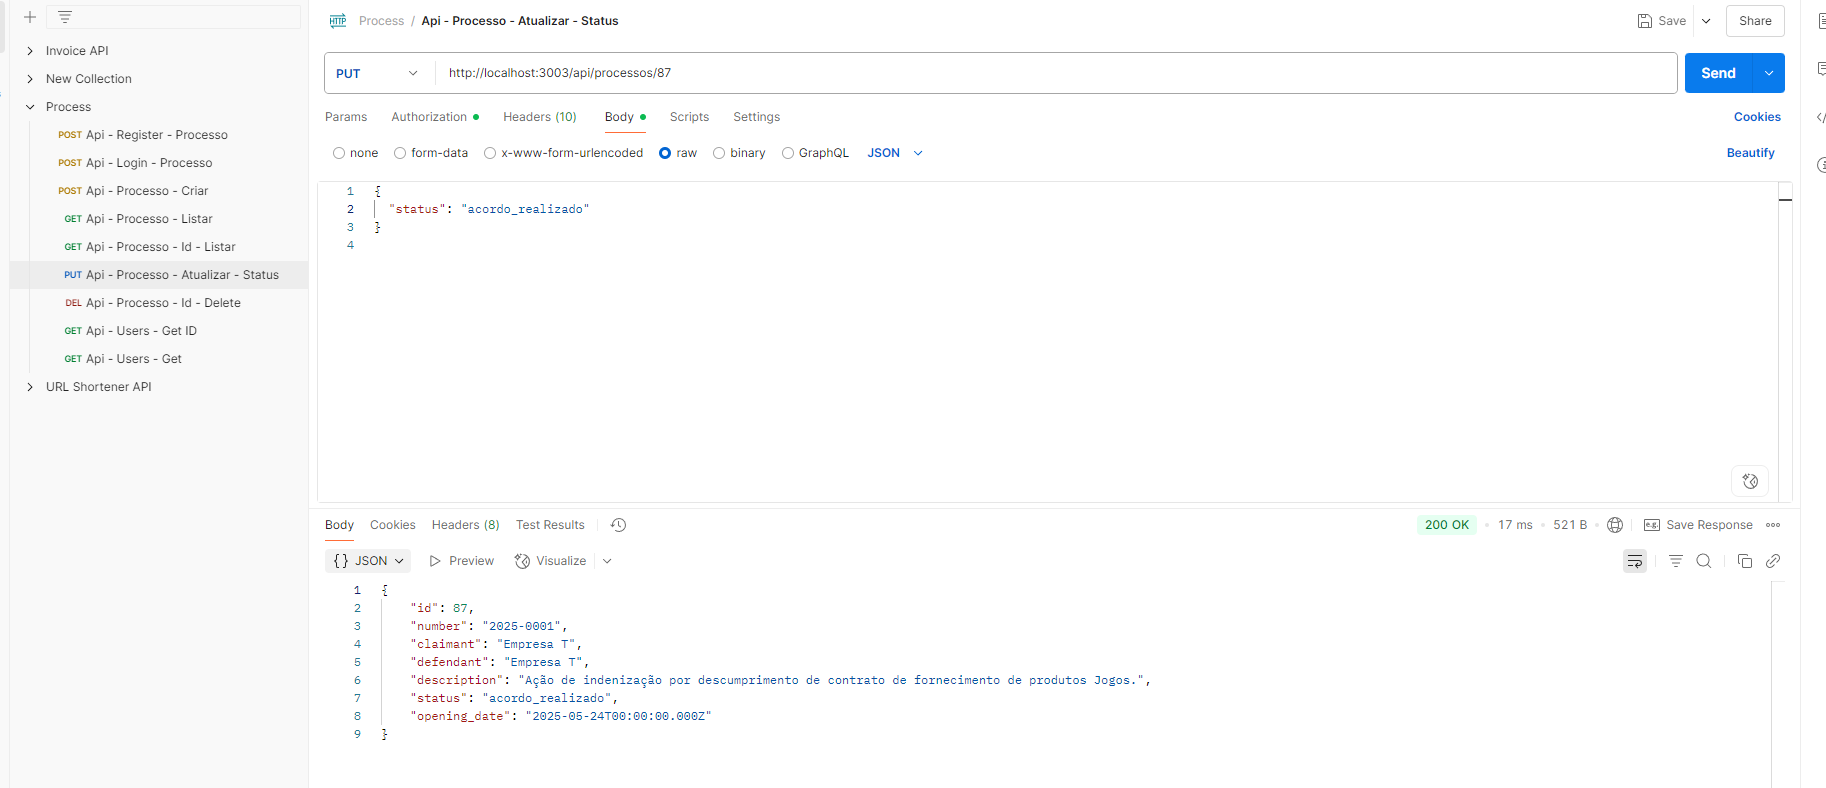 HTTP Process / Api - Processo - Atualizar - Status Save Share
Invoice API
New Collection
Process
POST Api - Register - Processo
POST Api - Login - Processo
POST Api - Processo - Criar
GET Api - Processo - Listar
GET Api - Processo - Id - Listar
PUT Api - Processo - Atualizar - Status
DEL Api - Processo - Id - Delete
GET Api - Users - Get ID
GET Api - Users - Get
URL Shortener API
PUT http://localhost:3003/api/processos/87 Send
Params Authorization Headers (10) Body Scripts Settings Cookies
none form-data x-www-form-urlencoded raw binary GraphQL JSON Beautify
1 {
2 "status": "acordo_realizado"
3 }
4
Body Cookies Headers (8) Test Results 200 OK • 17 ms • 521 B • e.g. Save Response
{} JSON Preview Visualize
1 {
2 "id": 87,
3 "number": "2025-0001",
4 "claimant": "Empresa T",
5 "defendant": "Empresa T",
6 "description": "Ação de indenização por descumprimento de contrato de fornecimento de produtos Jogos.",
7 "status": "acordo_realizado",
8 "opening_date": "2025-05-24T00:00:00.000Z"
9 }